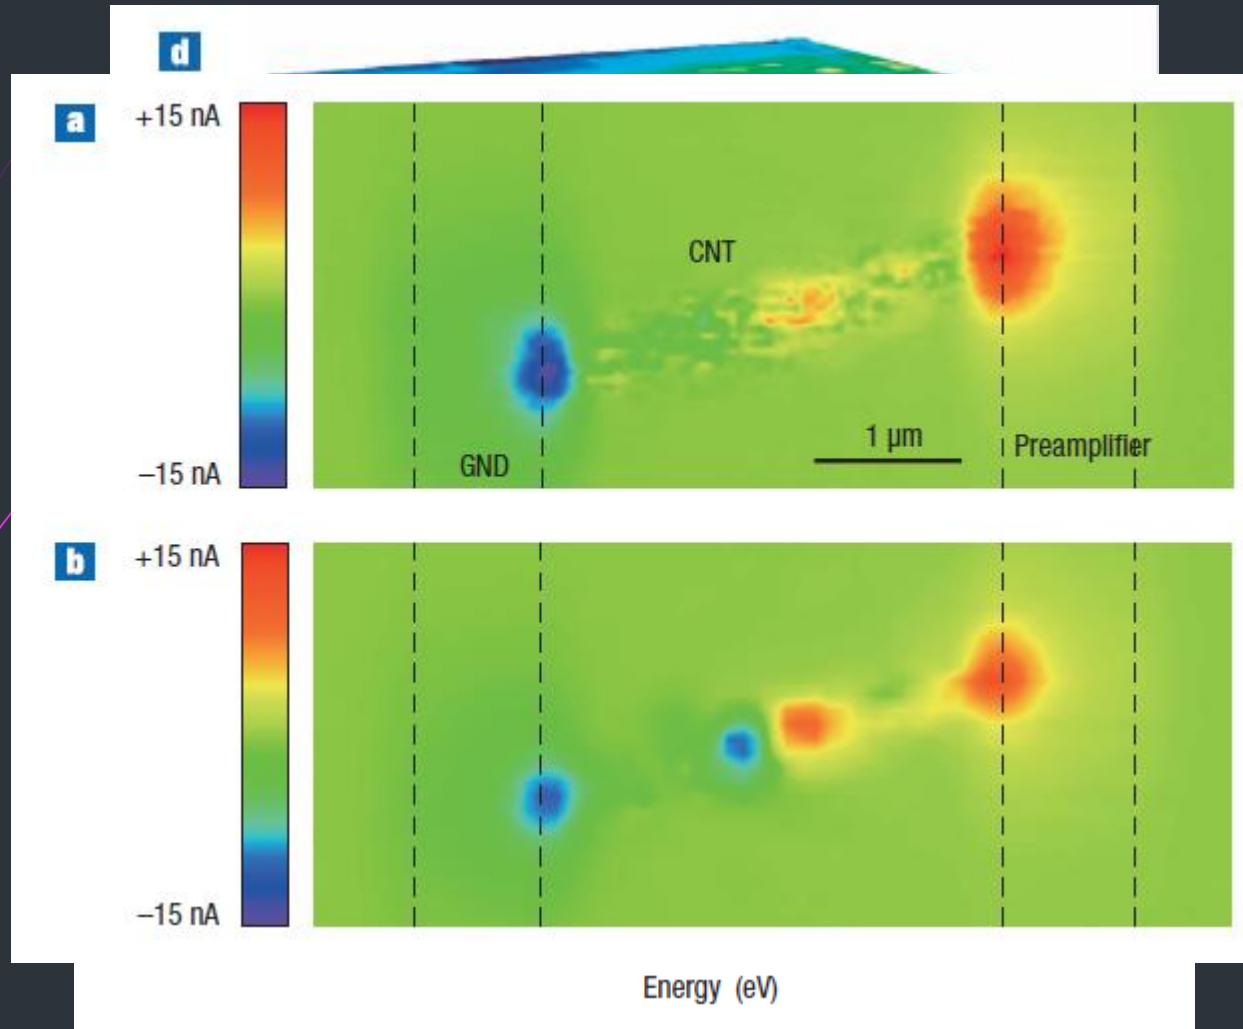 d
a
+15 nA
CNT
1 µm
Preamplifier
GND
–15 nA
b
+15 nA
–15 nA
Energy (eV)